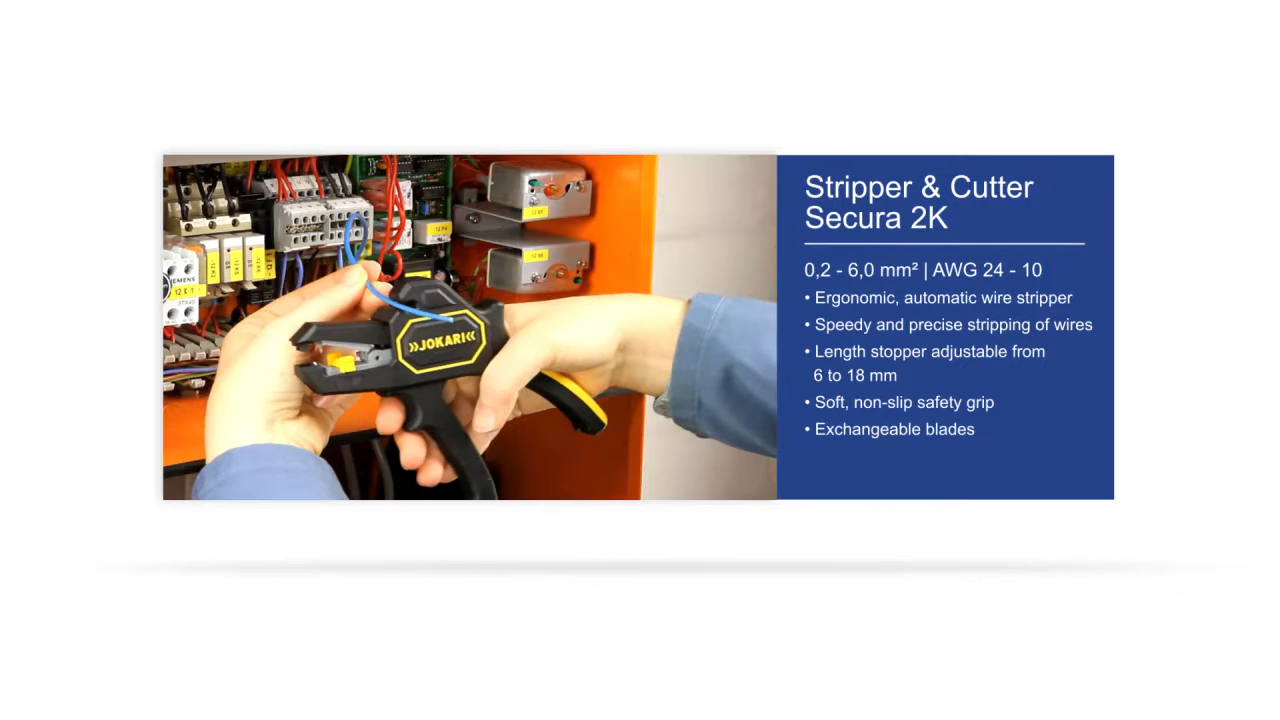 Stripper & Cutter
Secura 2K
0,2 - 6,0 mm² | AWG 24 - 10
• Ergonomic, automatic wire stripper
• Speedy and precise stripping of wires
• Length stopper adjustable from
6 to 18 mm
• Soft, non-slip safety grip
• Exchangeable blades
»JOKARI«
12 K 1